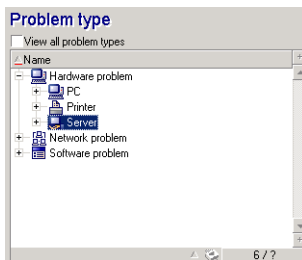 Problem type
View all problem types
Name
Hardware problem
PC
Printer
Server
Network problem
Software problem
6 / ?